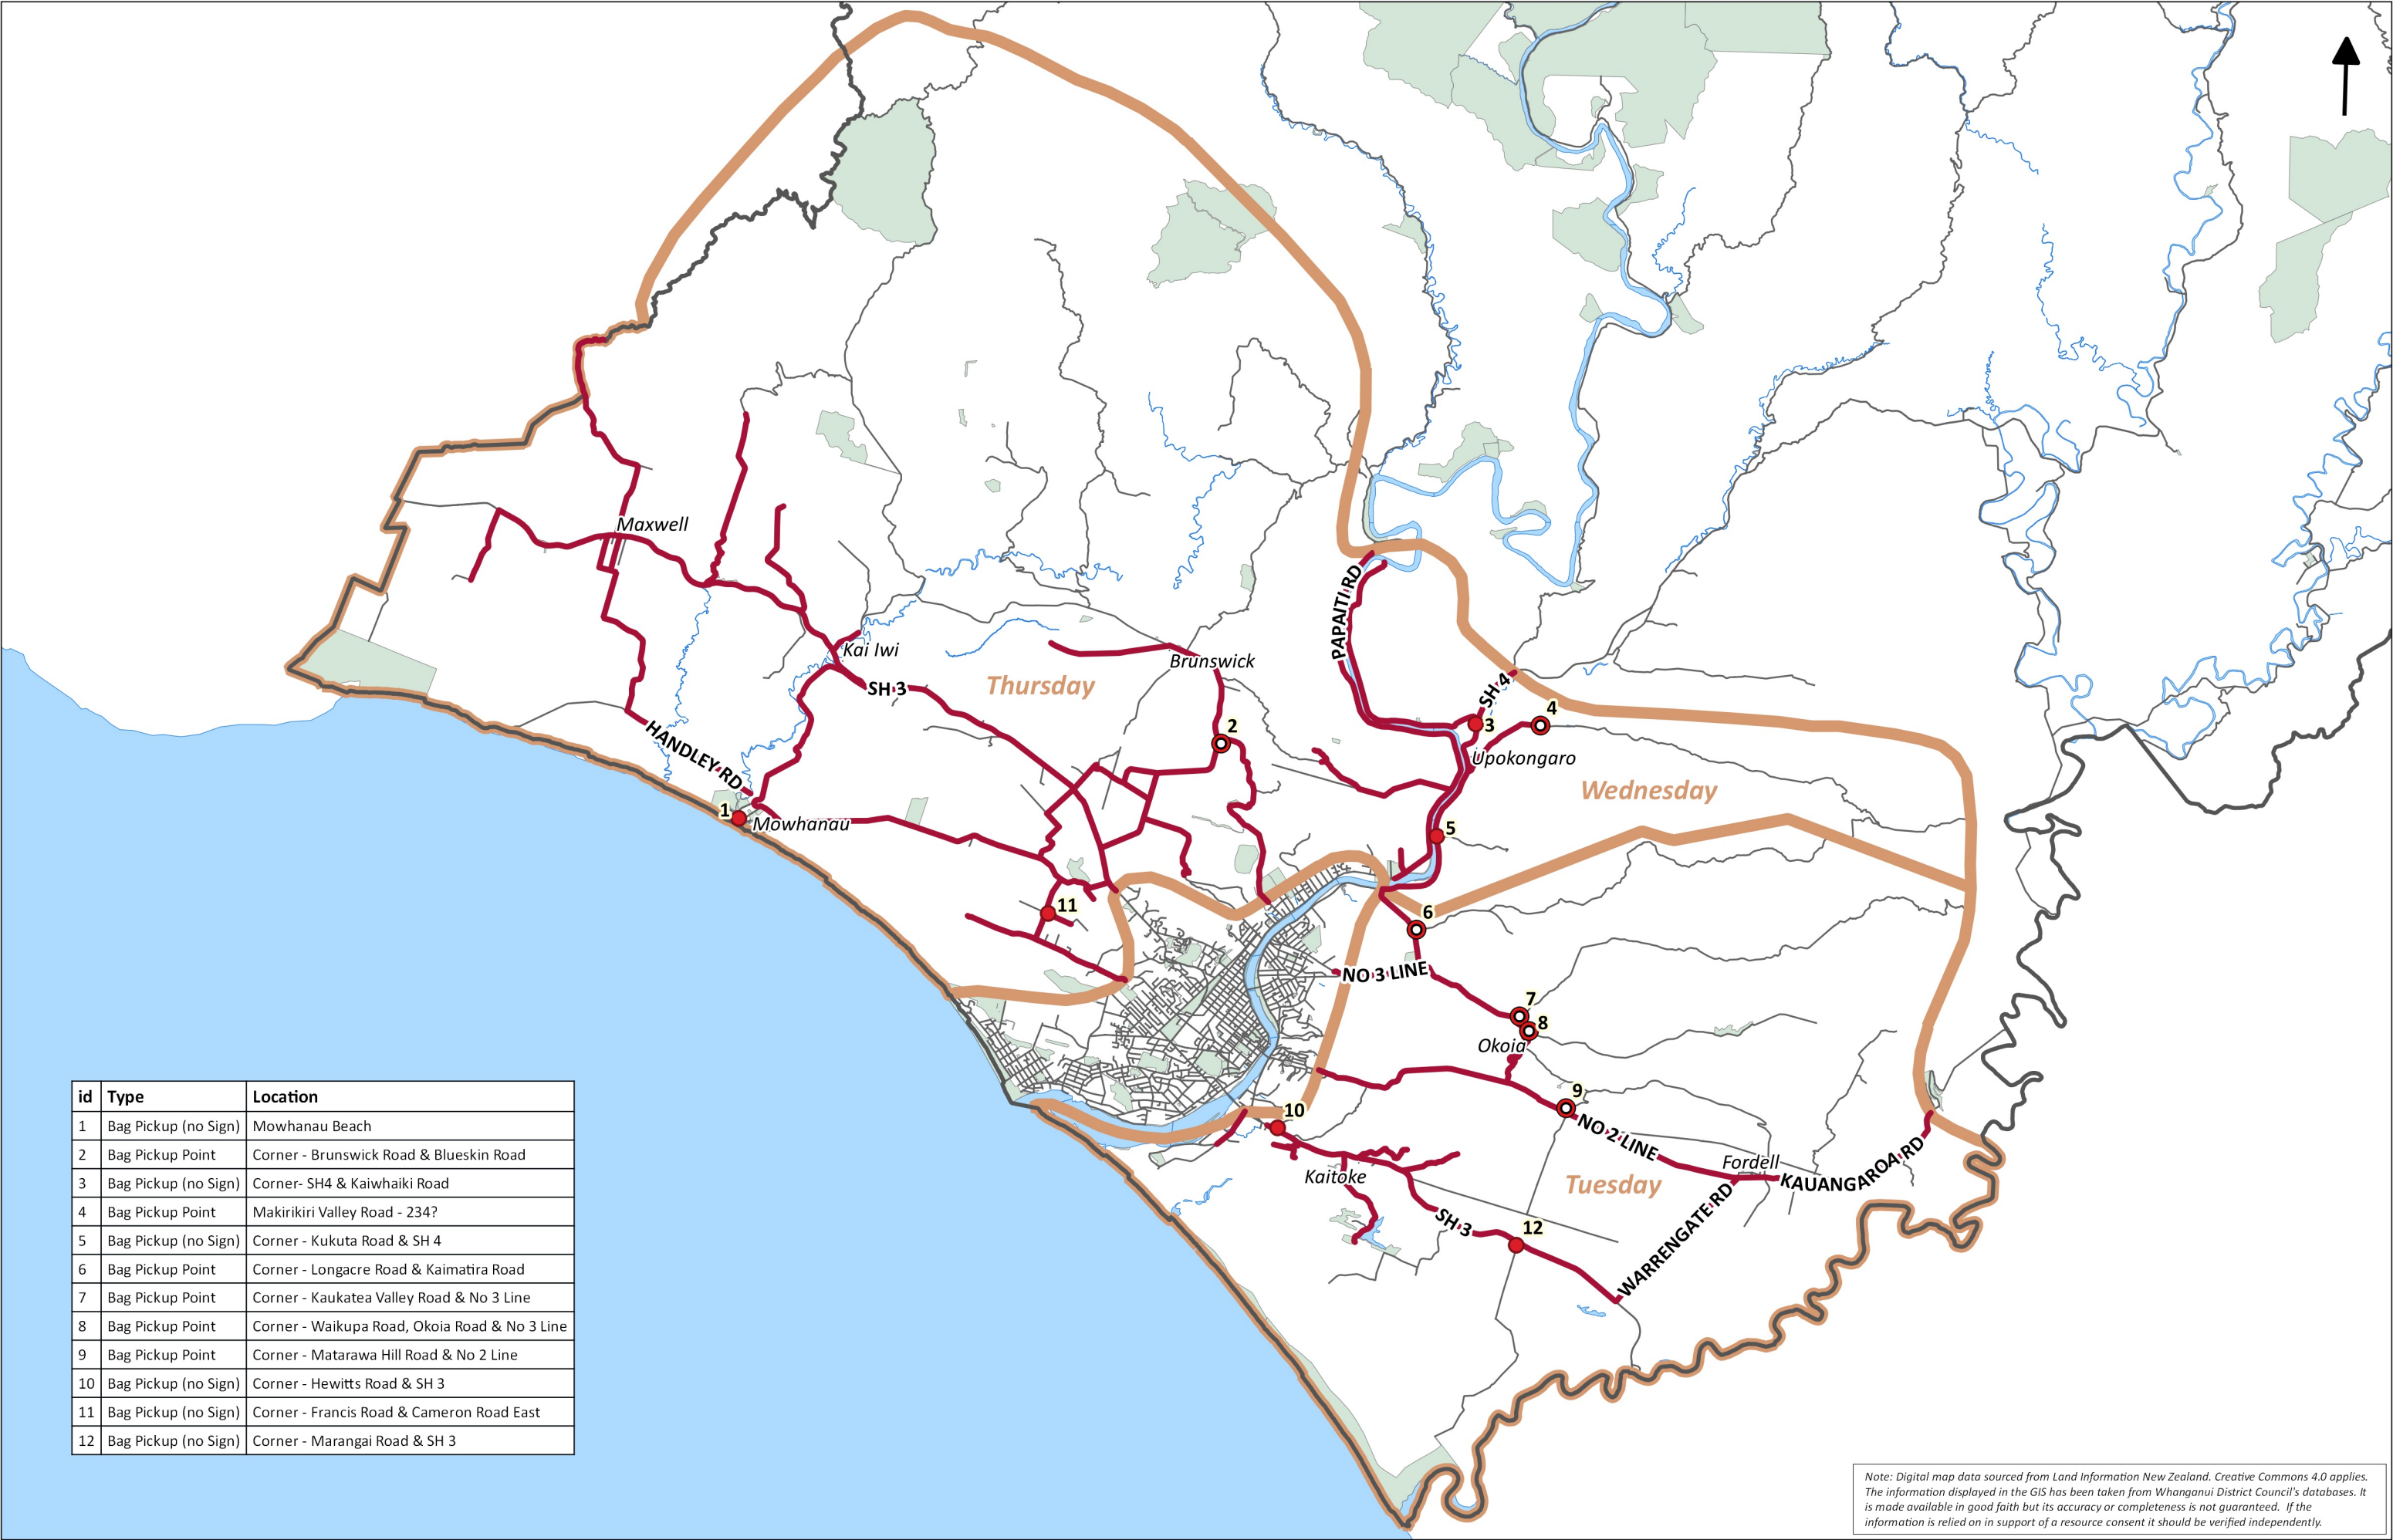 Maxwell
Kai Iwi
SH 3
Thursday
Brunswick
PAPAITI RD
SH 4
2
3
4
Upokongaro
Wednesday
HANDLEY RD
1
Mowhanau
5
11
6
NO 3 LINE
7
8
Okoia
9
10
NO 2 LINE
Fordell
KAUANGAROA RD
Kaitoke
Tuesday
SH 3
12
WARRENGATE RD
id Type Location
1 Bag Pickup (no Sign) Mowhanau Beach
2 Bag Pickup Point Corner - Brunswick Road & Blueskin Road
3 Bag Pickup (no Sign) Corner- SH4 & Kaiwhaiki Road
4 Bag Pickup Point Makirikiri Valley Road - 234?
5 Bag Pickup (no Sign) Corner - Kukuta Road & SH 4
6 Bag Pickup Point Corner - Longacre Road & Kaimatira Road
7 Bag Pickup Point Corner - Kaukatea Valley Road & No 3 Line
8 Bag Pickup Point Corner - Waikupa Road, Okoia Road & No 3 Line
9 Bag Pickup Point Corner - Matarawa Hill Road & No 2 Line
10 Bag Pickup (no Sign) Corner - Hewitts Road & SH 3
11 Bag Pickup (no Sign) Corner - Francis Road & Cameron Road East
12 Bag Pickup (no Sign) Corner - Marangai Road & SH 3
Note: Digital map data sourced from Land Information New Zealand. Creative Commons 4.0 applies.
The information displayed in the GIS has been taken from Whanganui District Council's databases. It
is made available in good faith but its accuracy or completeness is not guaranteed. If the
information is relied on in support of a resource consent it should be verified independently.